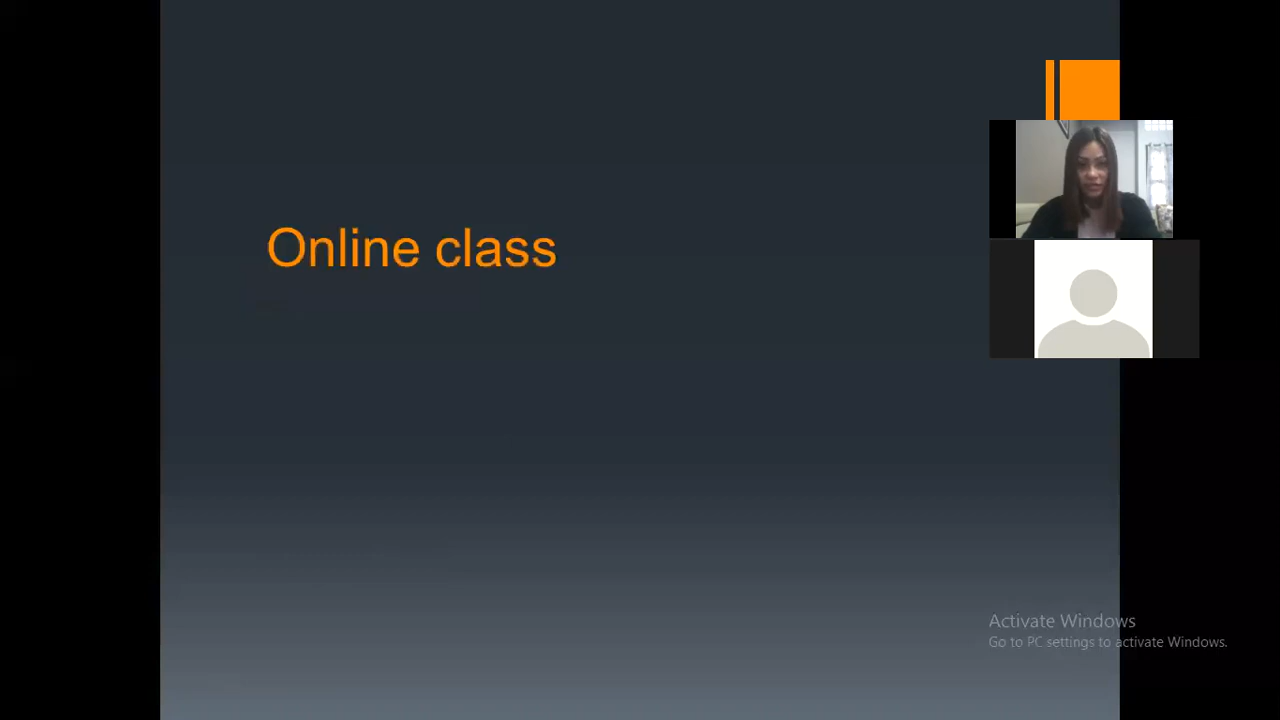 Online class
Activate Windows
Go to PC settings to activate Windows.